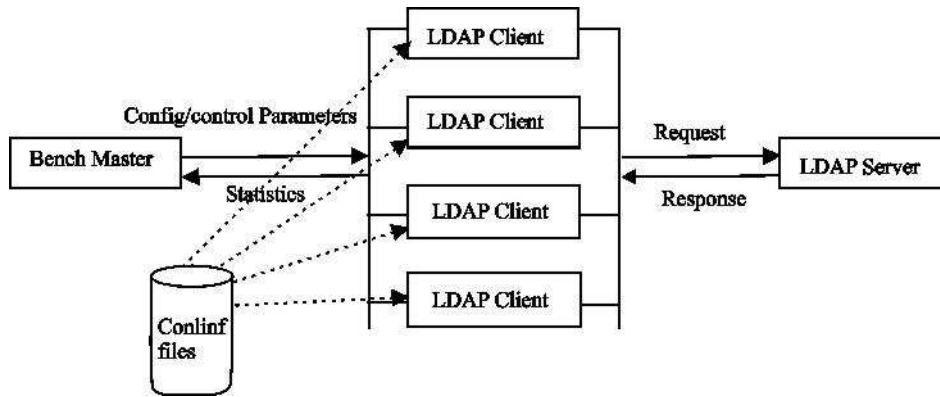 LDAP Client
Config/control Parameters
LDAP Client
Request
Bench Master
LDAP Server
Statistics
Response
LDAP Client
LDAP Client
Conlinf
files